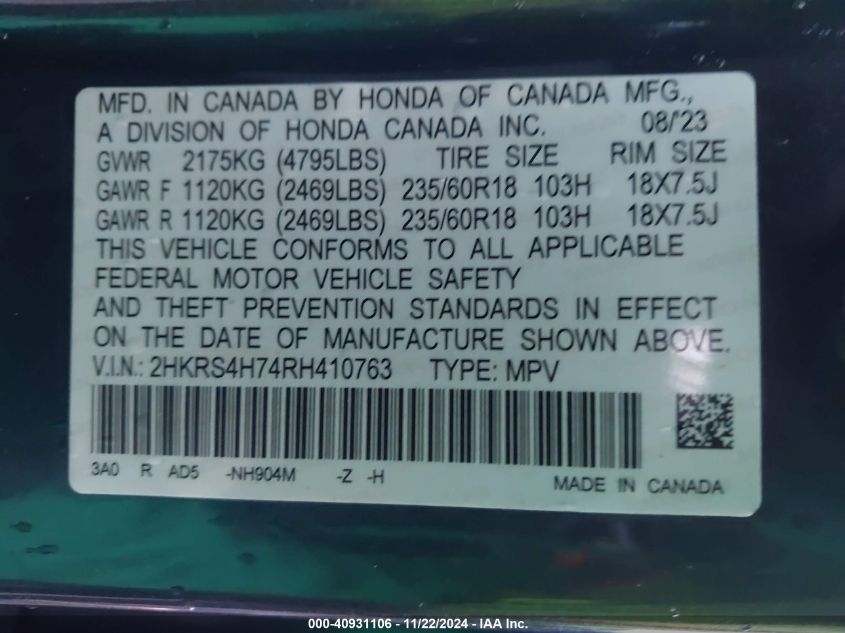 MFD. IN CANADA BY HONDA OF CANADA MFG.,
A DIVISION OF HONDA CANADA INC. 08/'23
GVWR 2175KG (4795LBS) TIRE SIZE RIM SIZE
GAWR F 1120KG (2469LBS) 235/60R18 103H 18X7.5J
GAWR R 1120KG (2469LBS) 235/60R18 103H 18X7.5J
THIS VEHICLE CONFORMS TO ALL APPLICABLE
FEDERAL MOTOR VEHICLE SAFETY
AND THEFT PREVENTION STANDARDS IN EFFECT
ON THE DATE OF MANUFACTURE SHOWN ABOVE.
V.I.N.: 2HKRS4H74RH410763 TYPE: MPV
3A0 R AD5 -NH904M -Z -H
MADE IN CANADA
000-40931106 - 11/22/2024 - IAA Inc.